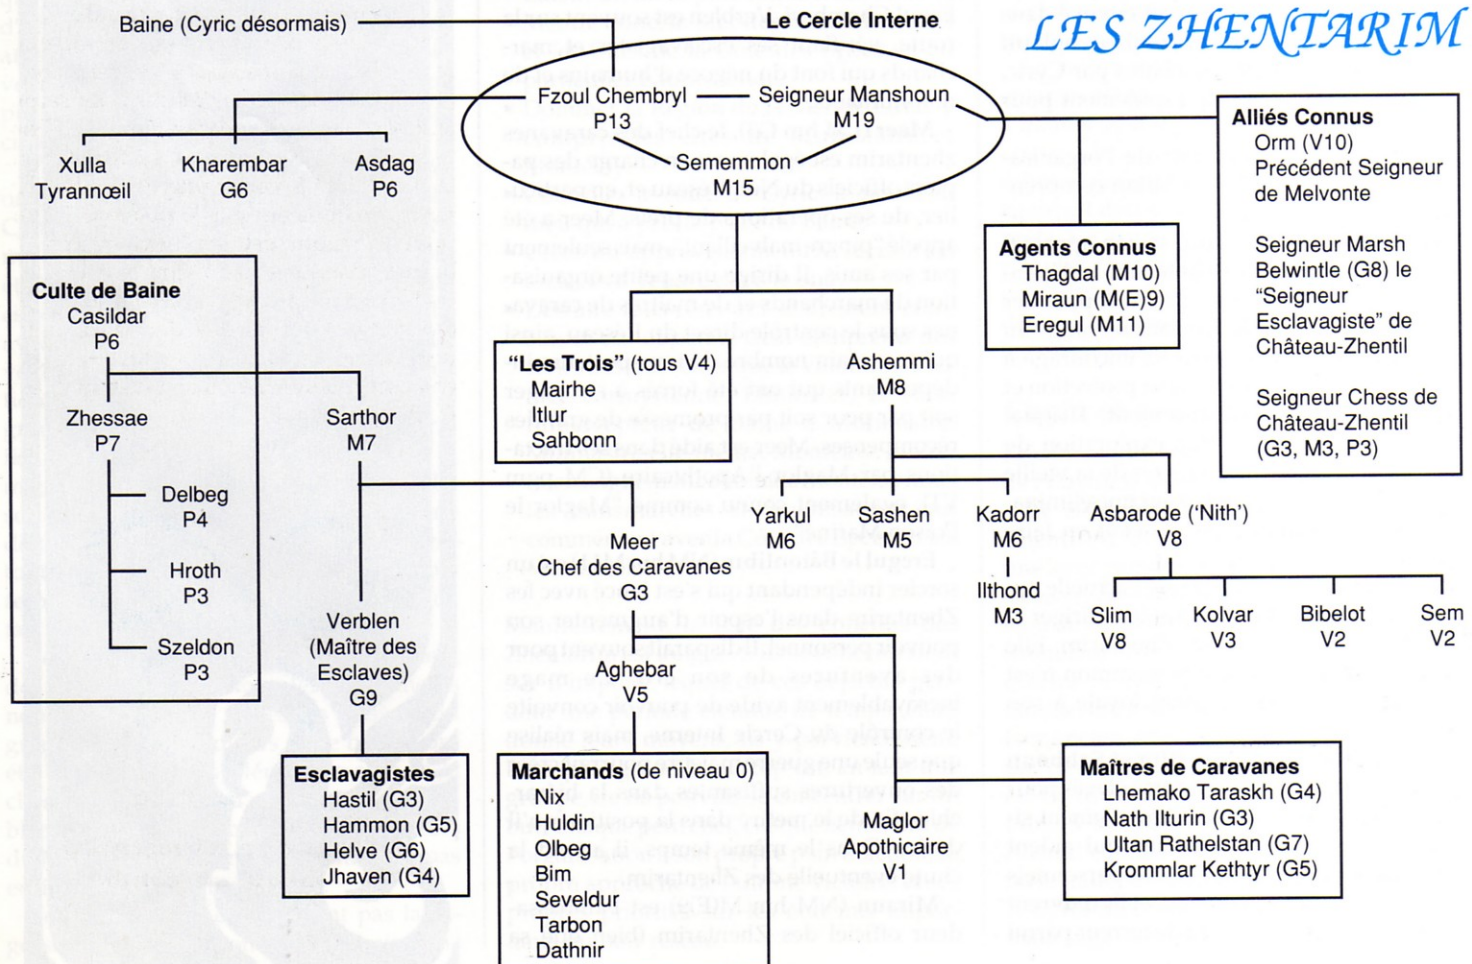 LES ZHENTARIM
Baine (Cyric désormais)
Le Cercle Interne
Fzoul Chembryl
P13
Seigneur Manshoun
M19
Sememmon
M15
Xulla
Tyrannœil
Kharembar
G6
Asdag
P6
Alliés Connus
Orm (V10)
Précédent Seigneur
de Melvonte
Seigneur Marsh
Belwintle (G8) le
“Seigneur
Esclavagiste” de
Château-Zhentil
Seigneur Chess de
Château-Zhentil
(G3, M3, P3)
Agents Connus
Thagdal (M10)
Miraun (M(E)9)
Eregul (M11)
Culte de Baine
Casildar
P6
Zhessae
P7
Sarthor
M7
Delbeg
P4
Hroth
P3
Szeldon
P3
“Les Trois” (tous V4)
Mairhe
Itlur
Sahbonn
Ashemmi
M8
Yarkul
M6
Sashen
M5
Kadorr
M6
Asbarode (‘Nith’)
V8
Ilthond
M3
Slim
V8
Kolvar
V3
Bibelot
V2
Sem
V2
Meer
Chef des Caravanes
G3
Verblen
(Maître des
Esclaves)
G9
Aghebar
V5
Esclavagistes
Hastil (G3)
Hammon (G5)
Helve (G6)
Jhaven (G4)
Marchands (de niveau 0)
Nix
Huldin
Olbeg
Bim
Seveldur
Tarbon
Dathnir
Maglor
Apothicaire
V1
Maîtres de Caravanes
Lhemako Taraskh (G4)
Nath Ilturin (G3)
Ultan Rathelstan (G7)
Krommlar Kethtyr (G5)